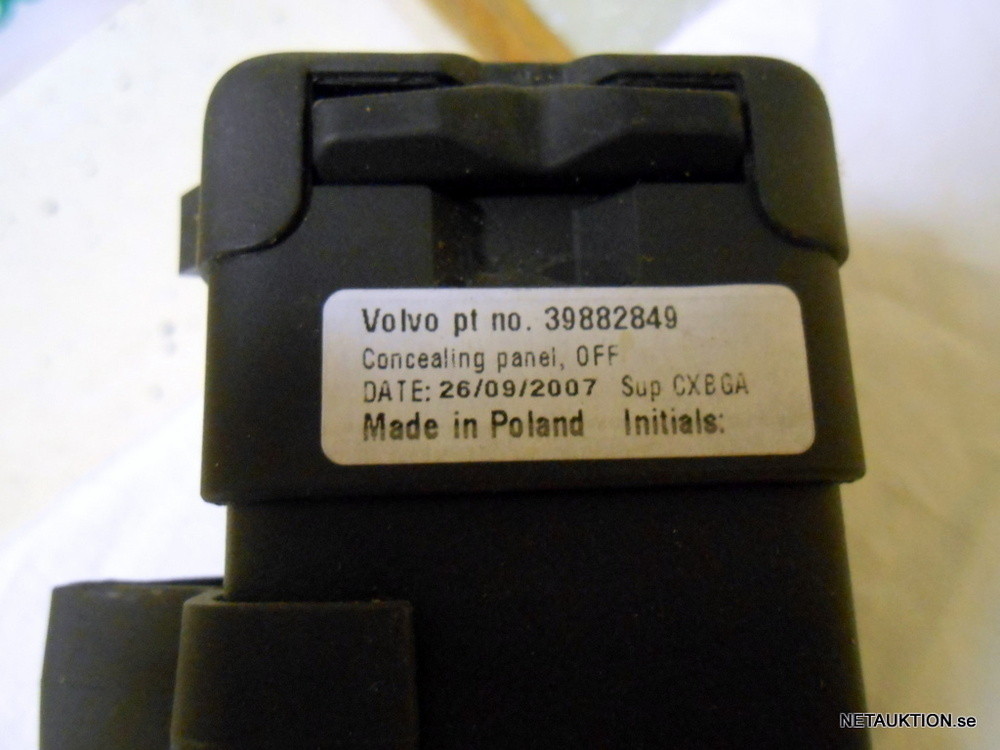 Volvo pt no. 39882849
Concealing panel, OFF
DATE: 26/09/2007 Sup CXBGA
Made in Poland Initials:
NETAUKTION.se